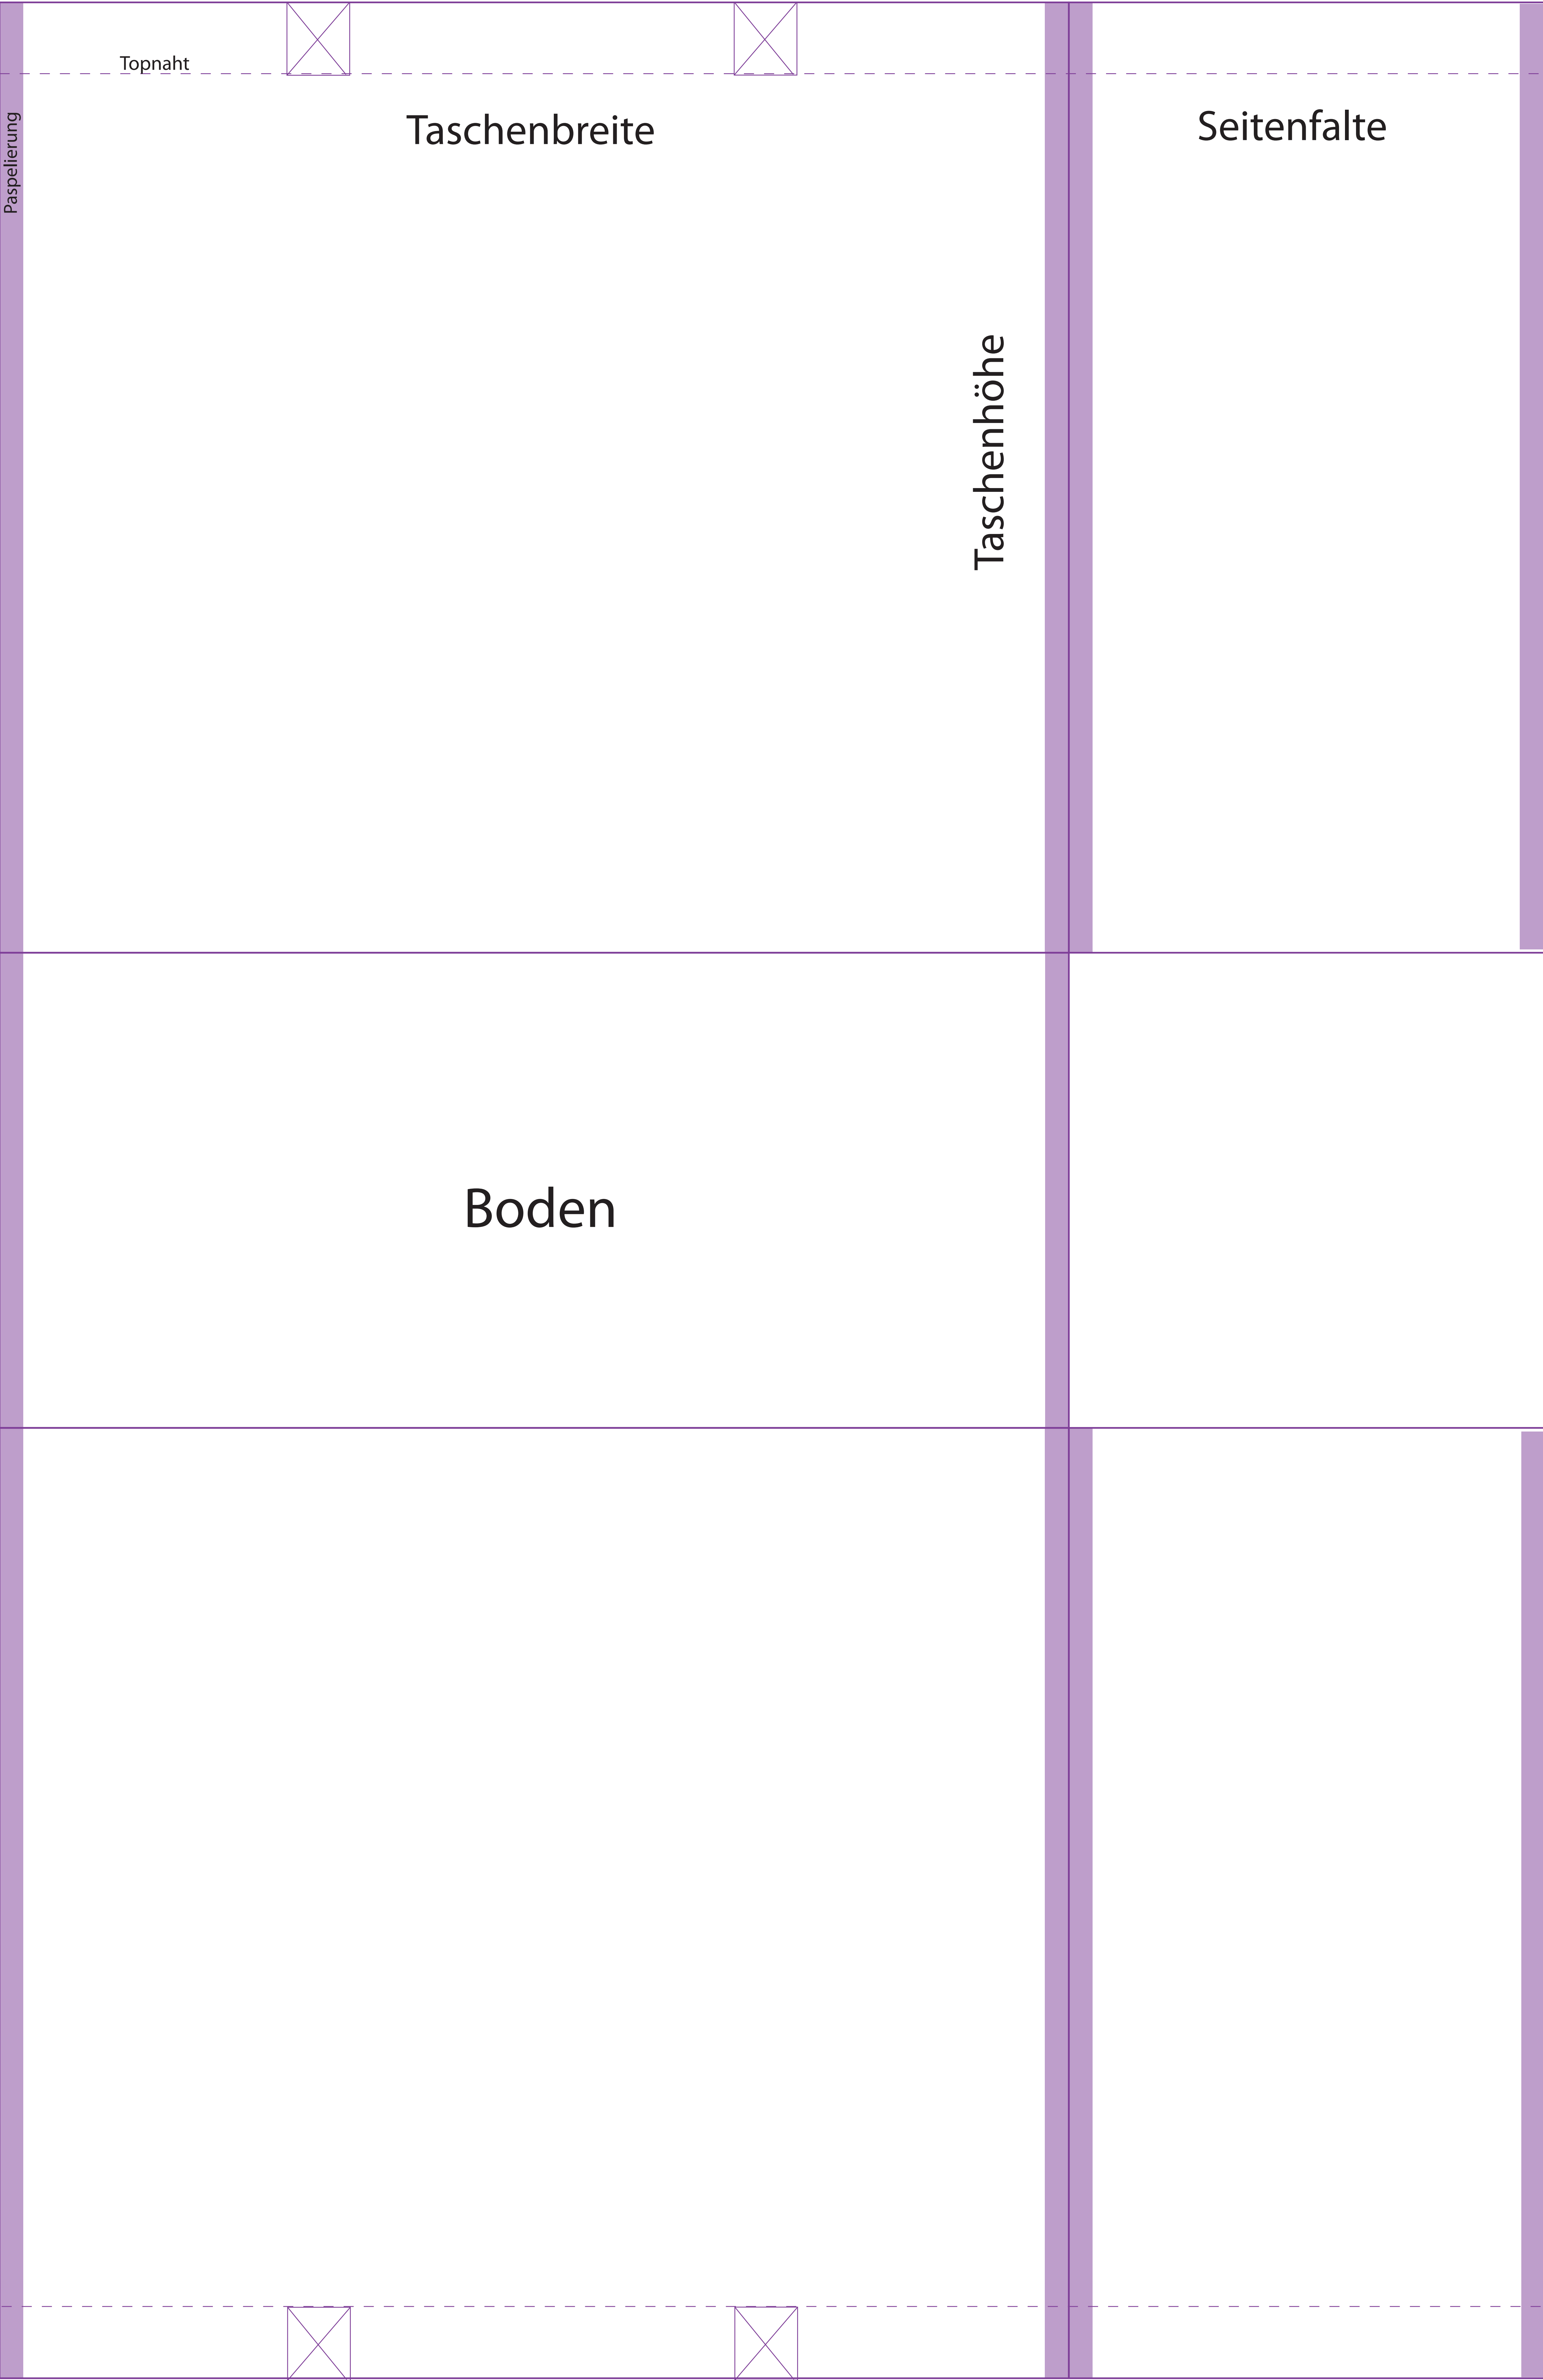 Topnaht
Paspelierung
Taschenbreite
Seitenfalte
Taschenhöhe
Boden